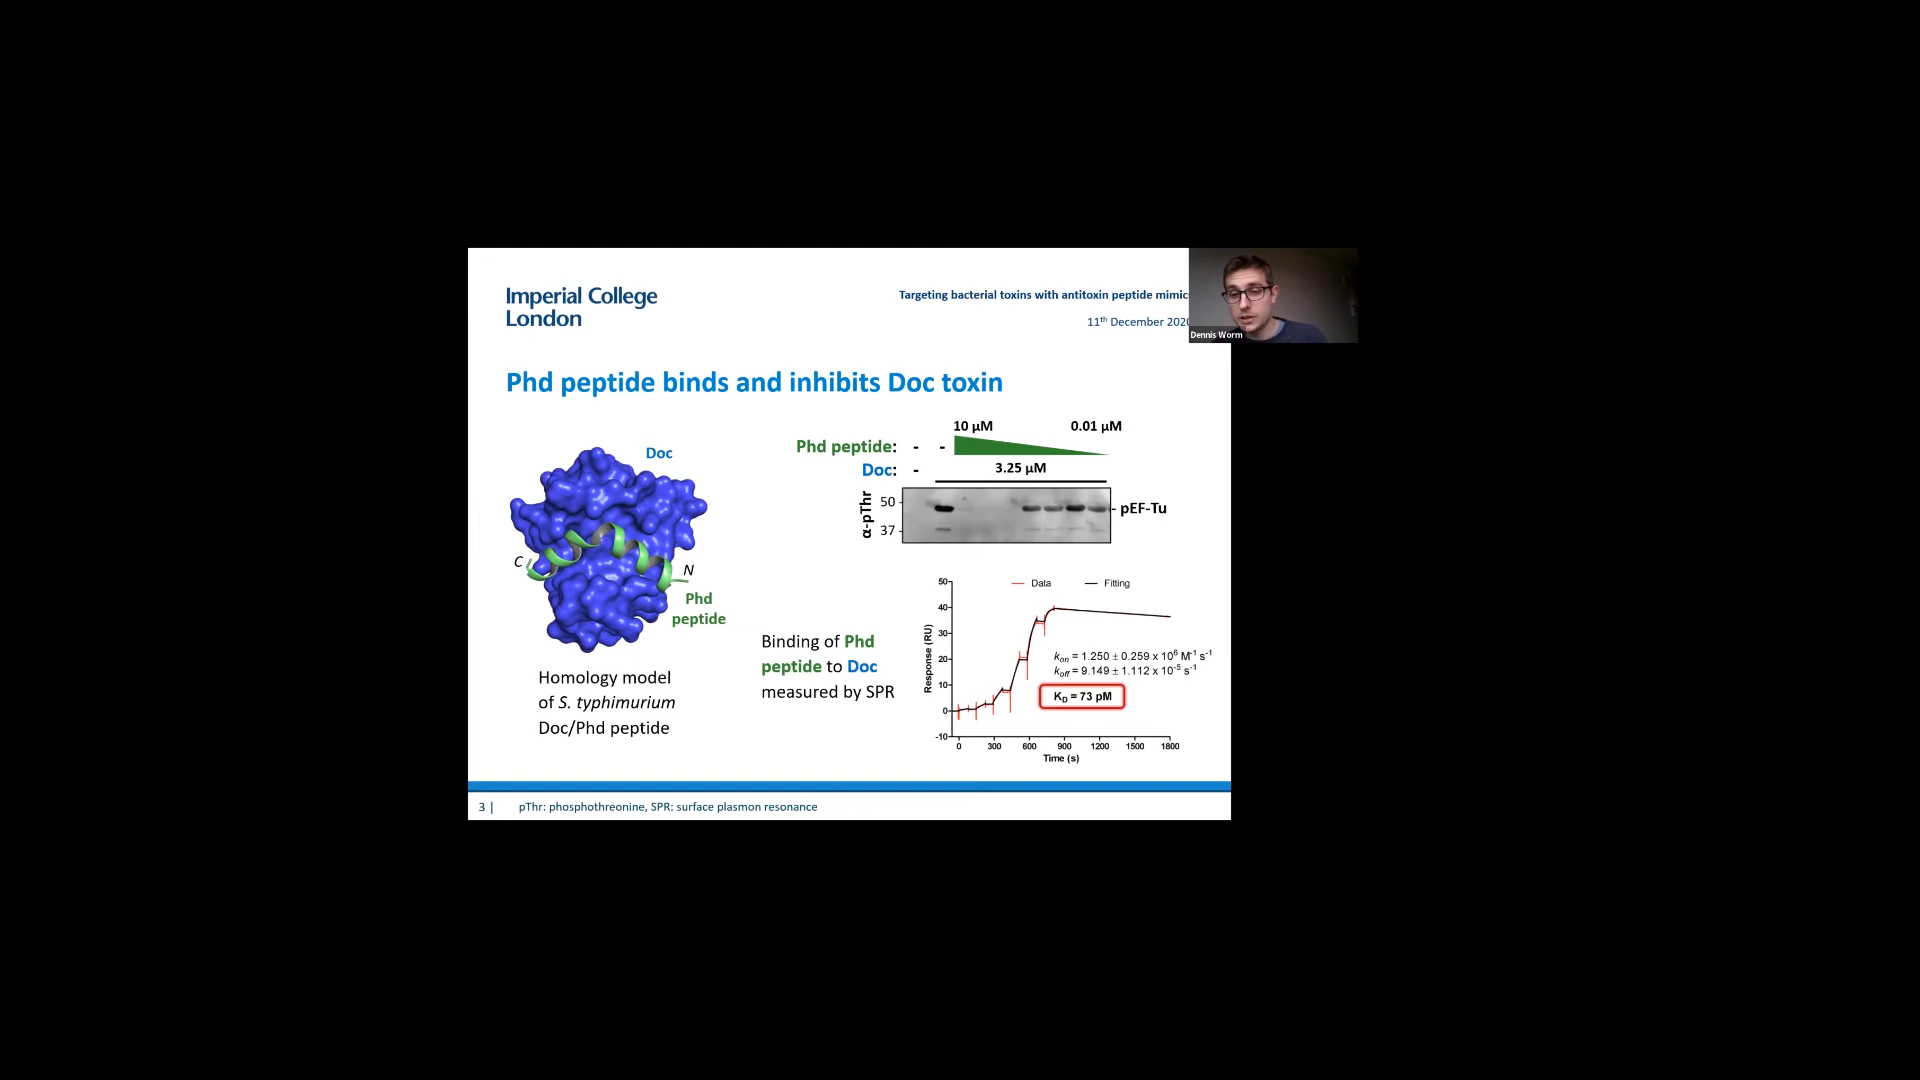 Imperial College
London
Targeting bacterial toxins with antitoxin peptide mimic
11th December 2020
Dennis Worm
Phd peptide binds and inhibits Doc toxin
Doc
C
N
Phd
peptide
Homology model
of S. typhimurium
Doc/Phd peptide
10 µM 0.01 µM
Phd peptide: - -
Doc: - 3.25 µM
α-pThr
50
37
- pEF-Tu
Binding of Phd
peptide to Doc
measured by SPR
Data Fitting
Response (RU)
50
40
30
20
10
0
-10
kon = 1.250 ± 0.259 x 10⁶ M⁻¹ s⁻¹
koff = 9.149 ± 1.112 x 10⁻⁵ s⁻¹
KD = 73 pM
0 300 600 900 1200 1500 1800
Time (s)
3 | pThr: phosphothreonine, SPR: surface plasmon resonance